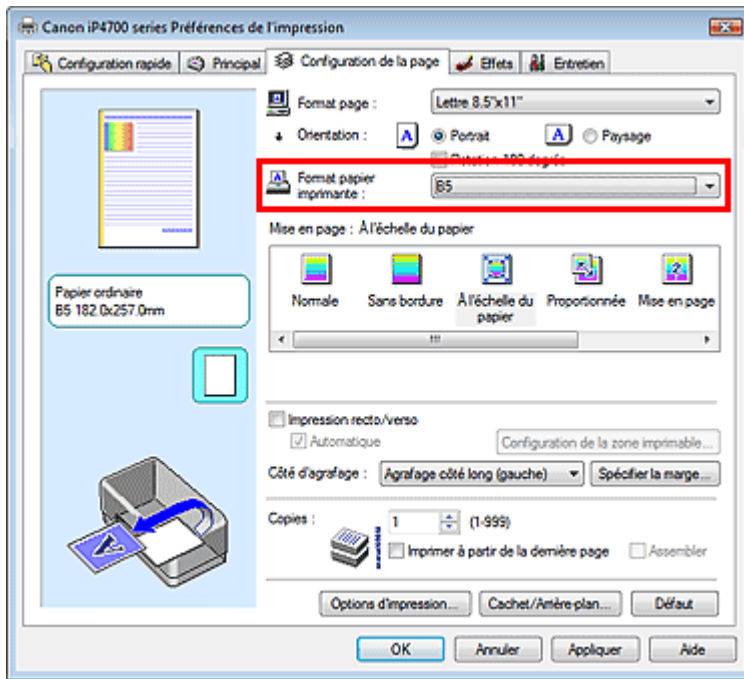 Canon iP4700 series Préférences de l'impression
Configuration rapide Principal Configuration de la page Effets Entretien
Format page : Lettre 8.5"x11"
Orientation : A Portrait A Paysage
Rotation 180 degrés
Format papier imprimante : B5
Mise en page : À l'échelle du papier
Normale Sans bordure À l'échelle du papier Proportionnée Mise en page
Papier ordinaire
B5 182.0x257.0mm
Impression recto/verso
Automatique Configuration de la zone imprimable...
Côté d'agrafage : Agrafage côté long (gauche) Spécifier la marge...
Copies : 1 (1-999)
Imprimer à partir de la dernière page Assembler
Options d'impression... Cachet/Arrière-plan... Défaut
OK Annuler Appliquer Aide